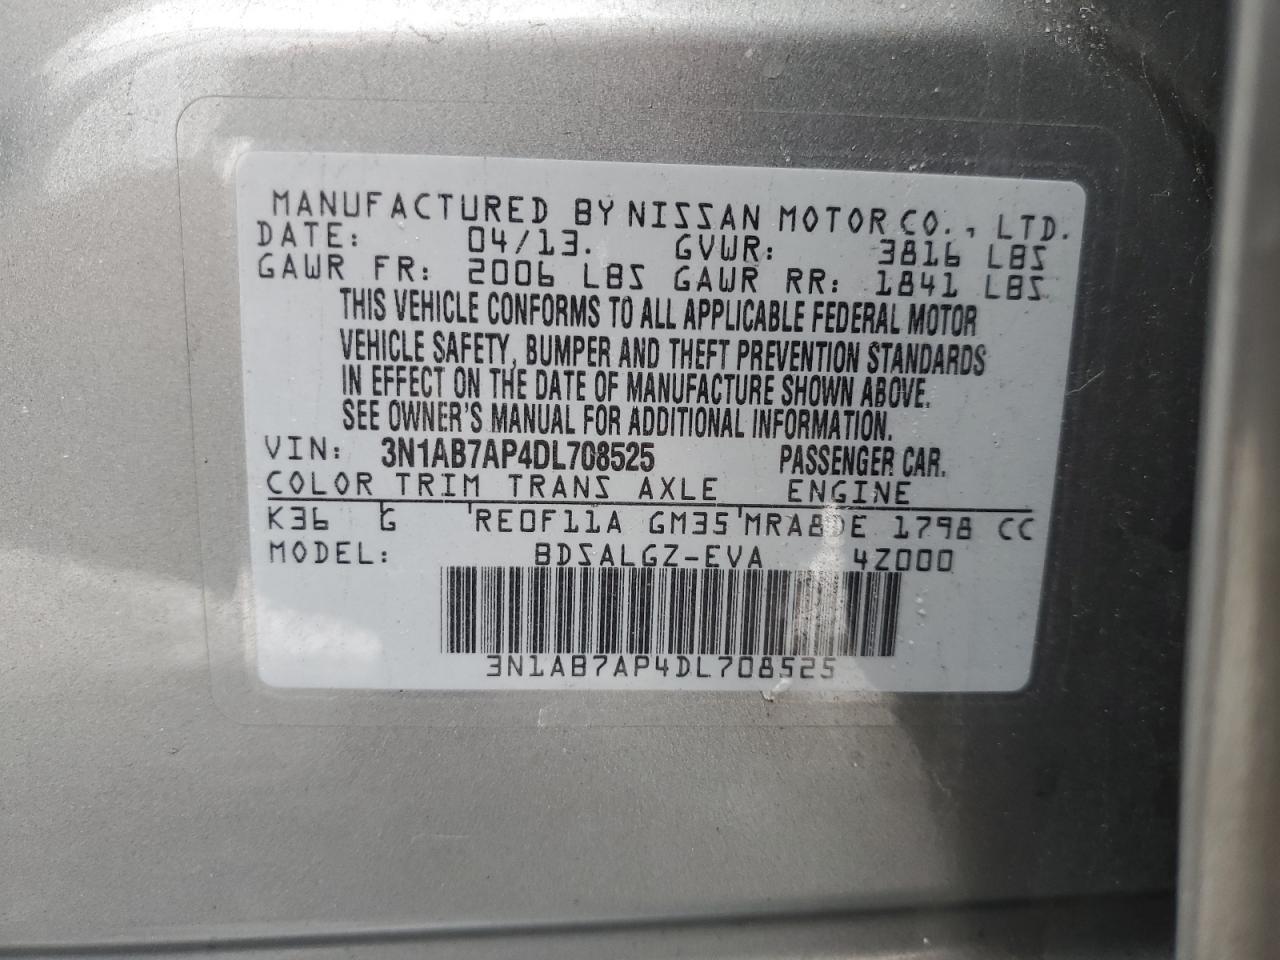 MANUFACTURED BY NISSAN MOTOR CO., LTD.
DATE: 04/13. GVWR: 3816 LBS
GAWR FR: 2006 LBS GAWR RR: 1841 LBS
THIS VEHICLE CONFORMS TO ALL APPLICABLE FEDERAL MOTOR
VEHICLE SAFETY, BUMPER AND THEFT PREVENTION STANDARDS
IN EFFECT ON THE DATE OF MANUFACTURE SHOWN ABOVE.
SEE OWNER'S MANUAL FOR ADDITIONAL INFORMATION.
VIN: 3N1AB7AP4DL708525 PASSENGER CAR.
COLOR TRIM TRANS AXLE ENGINE
K36 G RE0F11A GM35 MRA8DE 1798 CC
MODEL: BDSALGZ-EVA 4Z000
3N1AB7AP4DL708525